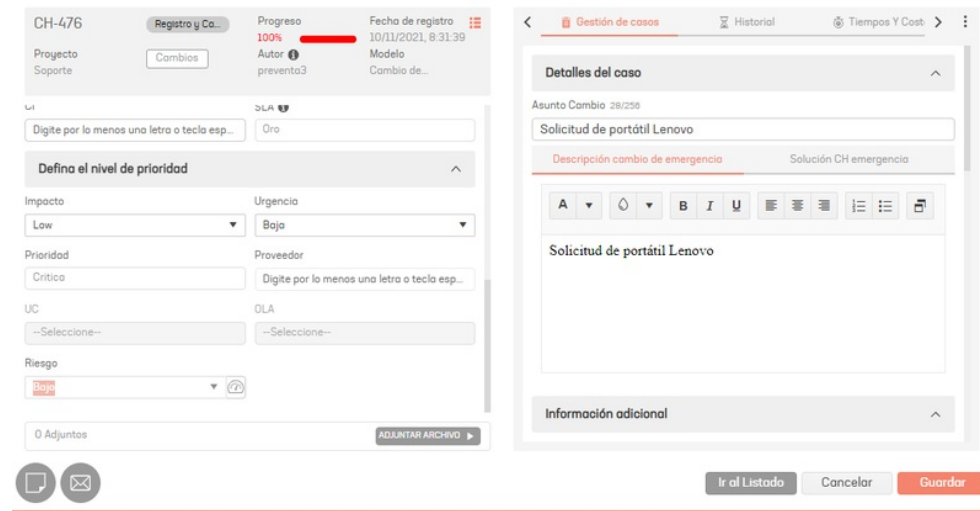 CH-476
Registro y Co...
Progreso
100%
Fecha de registro
10/11/2021, 8:31:39
Proyecto
Soporte
Cambios
Autor
preventa3
Modelo
Cambio de...
SLA
Digite por lo menos una letra o tecla esp...
Oro
Defina el nivel de prioridad
Impacto
Urgencia
Low
Baja
Prioridad
Proveedor
Critico
Digite por lo menos una letra o tecla esp...
UC
OLA
--Seleccione--
--Seleccione--
Riesgo
Bajo
0 Adjuntos
ADJUNTAR ARCHIVO
Gestión de casos
Historial
Tiempos Y Cost
Detalles del caso
Asunto Cambio 28/256
Solicitud de portátil Lenovo
Descripción cambio de emergencia
Solución CH emergencia
A
B I U
Solicitud de portátil Lenovo
Información adicional
Ir al Listado
Cancelar
Guardar